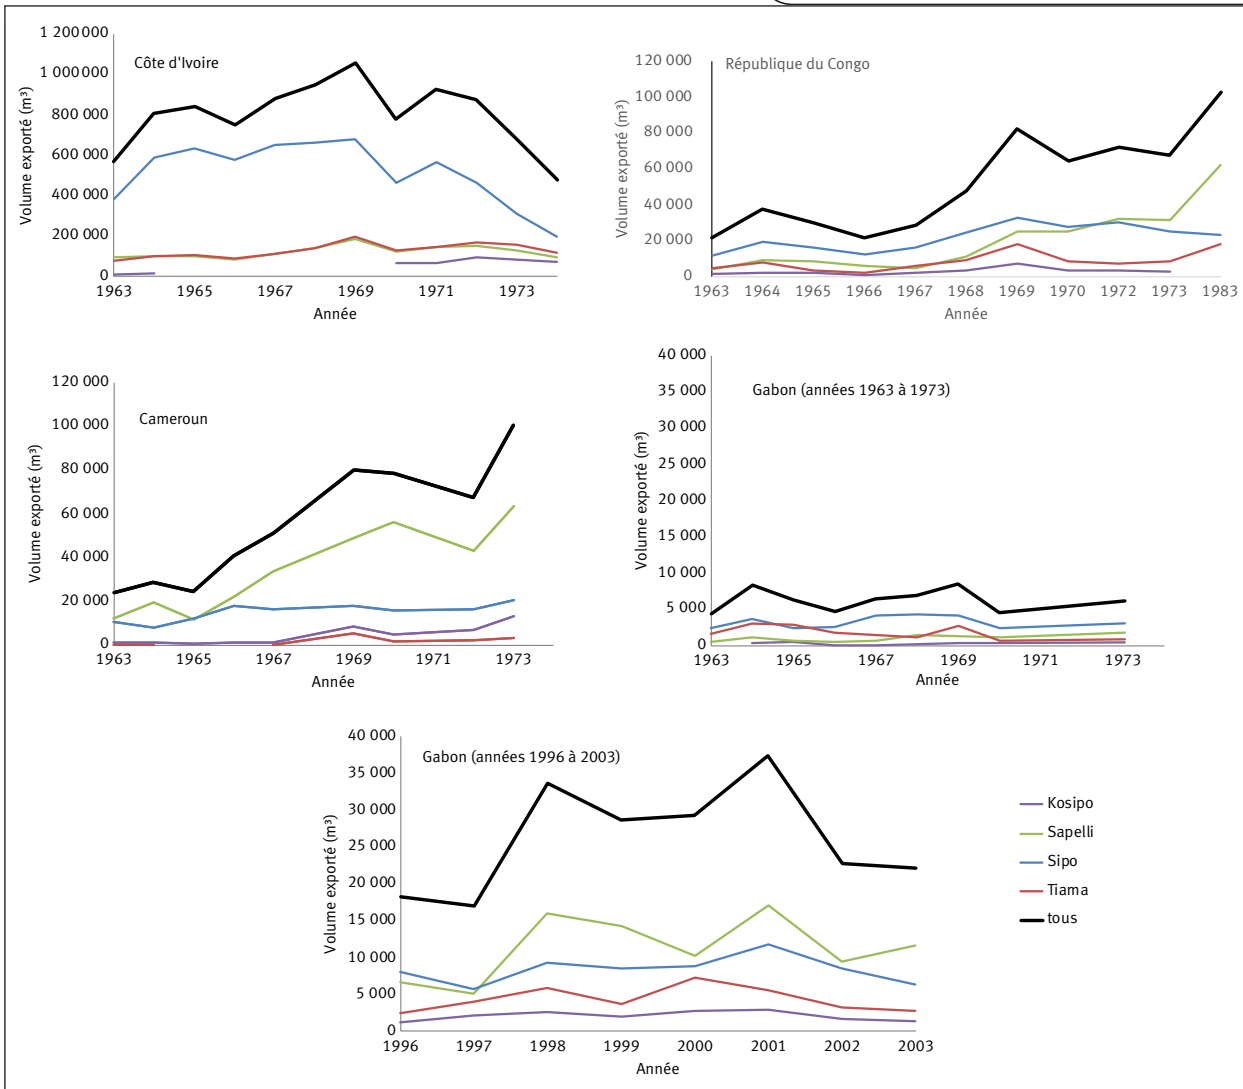 Côte d'Ivoire
Volume exporté (m³)
1 200 000
1 000 000
800 000
600 000
400 000
200 000
0
1963 1965 1967 1969 1971 1973
Année
République du Congo
Volume exporté (m³)
120 000
100 000
80 000
60 000
40 000
20 000
0
1963 1964 1965 1966 1967 1968 1969 1970 1972 1973 1983
Année
Cameroun
Volume exporté (m³)
120 000
100 000
80 000
60 000
40 000
20 000
0
1963 1965 1967 1969 1971 1973
Année
Gabon (années 1963 à 1973)
Volume exporté (m³)
40 000
35 000
30 000
25 000
20 000
15 000
10 000
5 000
0
1963 1965 1967 1969 1971 1973
Année
Gabon (années 1996 à 2003)
Volume exporté (m³)
40 000
35 000
30 000
25 000
20 000
15 000
10 000
5 000
0
1996 1997 1998 1999 2000 2001 2002 2003
Année
Kosipo
Sapelli
Sipo
Tiama
tous